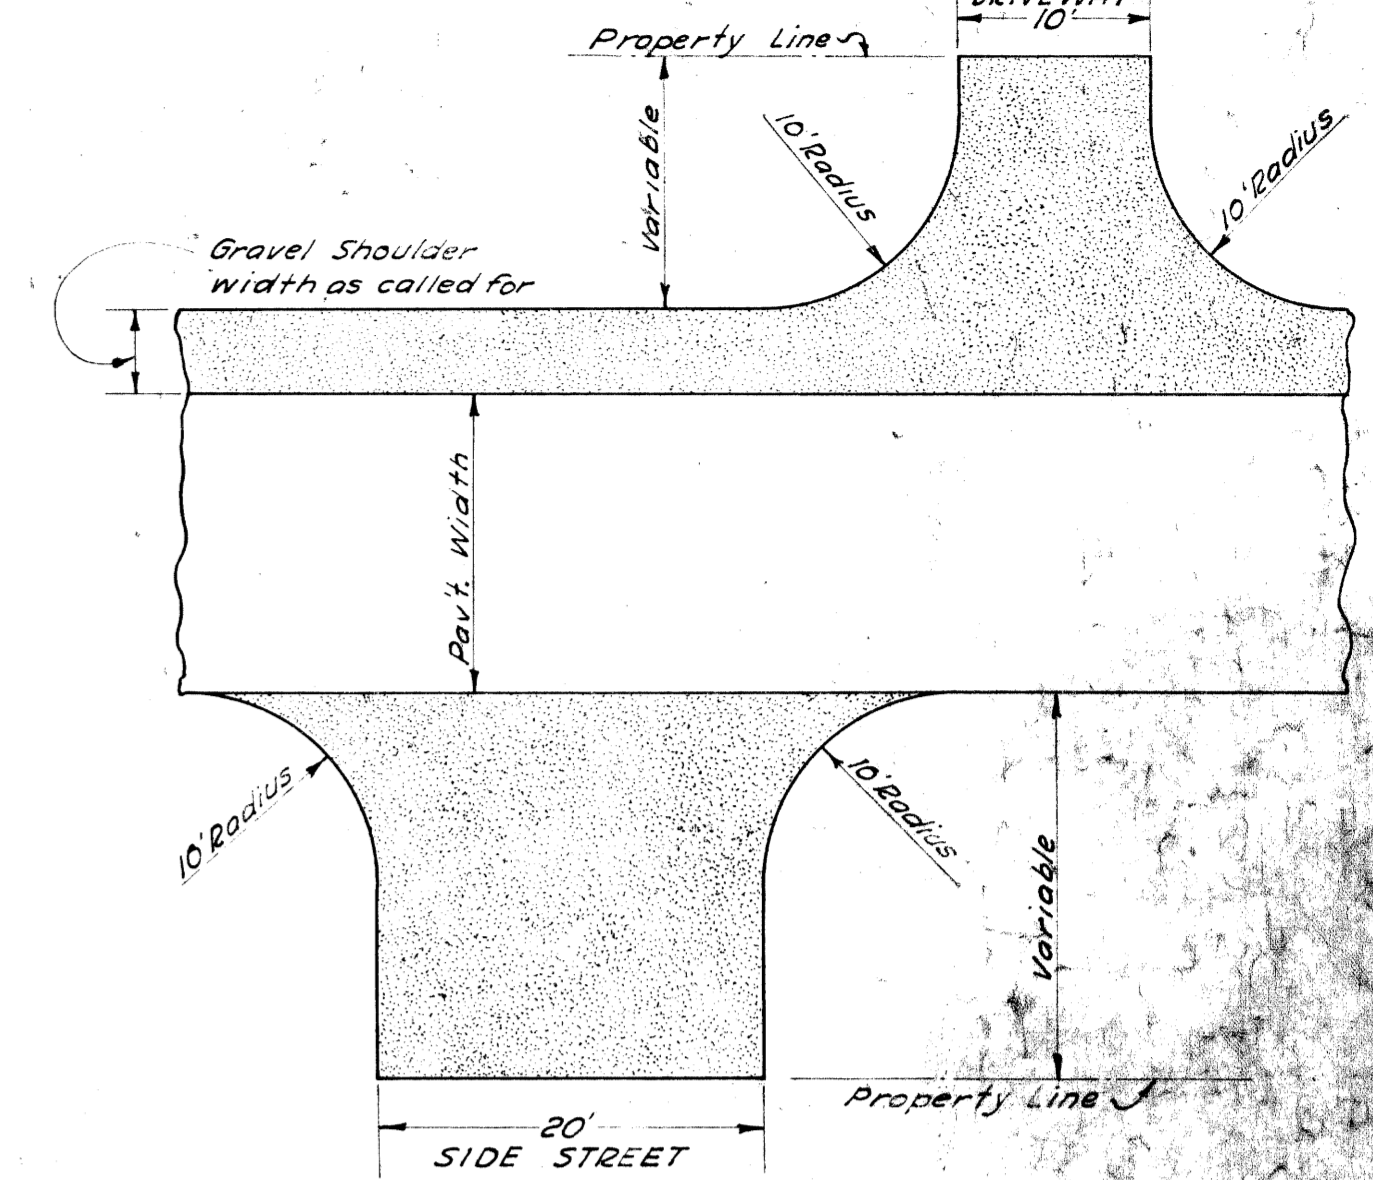 DRIVEWAY
10'
Property Line
Variable
10' Radius
10' Radius
Gravel Shoulder
width as called for
Pav't. Width
10' Radius
10' Radius
Variable
Property Line
20'
SIDE STREET